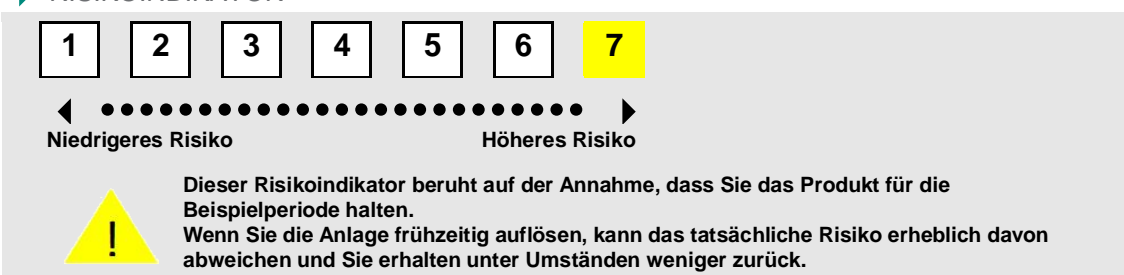 RISIKOINDIKATOR
1 2 3 4 5 6 7
Niedrigeres Risiko Höheres Risiko
Dieser Risikoindikator beruht auf der Annahme, dass Sie das Produkt für die
Beispielperiode halten.
Wenn Sie die Anlage frühzeitig auflösen, kann das tatsächliche Risiko erheblich davon
abweichen und Sie erhalten unter Umständen weniger zurück.